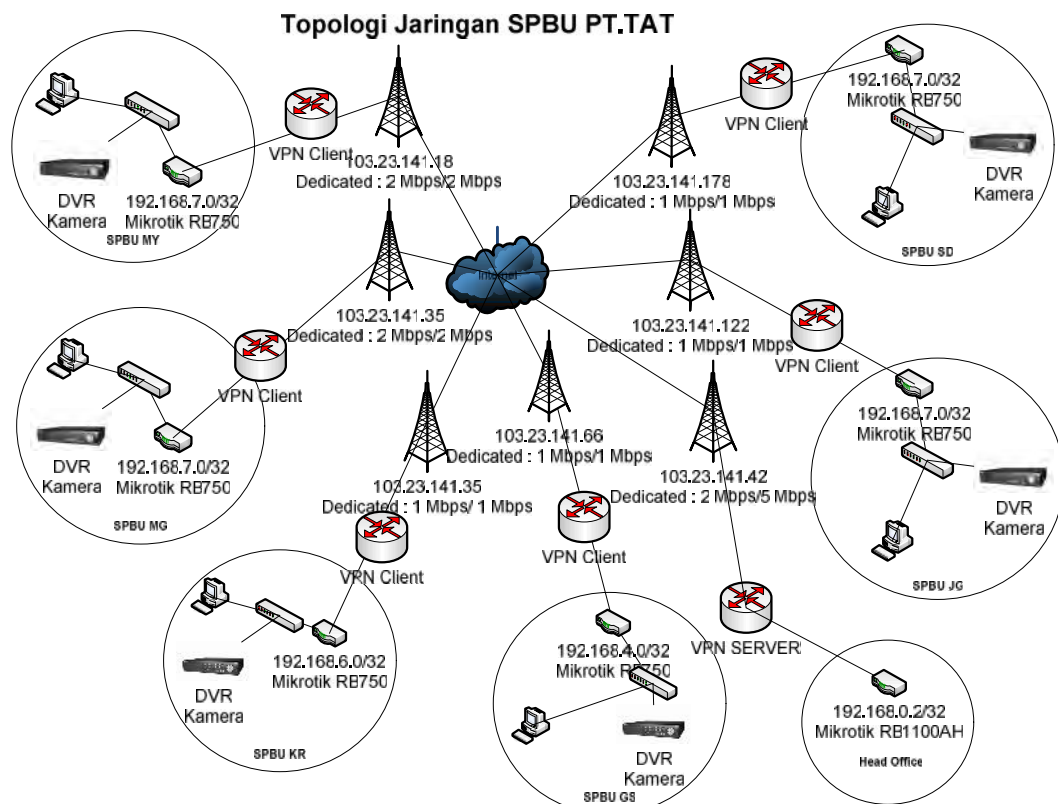 Topologi Jaringan SPBU PT.TAT
VPN Client
103.23.141.18
Dedicated : 2 Mbps/2 Mbps
DVR
Kamera
192.168.7.0/32
Mikrotik RB750
SPBU MY
VPN Client
103.23.141.178
Dedicated : 1 Mbps/1 Mbps
192.168.7.0/32
Mikrotik RB750
DVR
Kamera
SPBU SD
Internet
103.23.141.35
Dedicated : 2 Mbps/2 Mbps
VPN Client
DVR
Kamera
192.168.7.0/32
Mikrotik RB750
SPBU MG
103.23.141.122
Dedicated : 1 Mbps/1 Mbps
VPN Client
192.168.7.0/32
Mikrotik RB750
DVR
Kamera
SPBU JG
103.23.141.35
Dedicated : 1 Mbps/ 1 Mbps
VPN Client
192.168.6.0/32
Mikrotik RB750
DVR
Kamera
SPBU KR
103.23.141.66
Dedicated : 1 Mbps/1 Mbps
VPN Client
192.168.4.0/32
Mikrotik RB750
DVR
Kamera
SPBU GS
103.23.141.42
Dedicated : 2 Mbps/5 Mbps
VPN SERVER
192.168.0.2/32
Mikrotik RB1100AH
Head Office